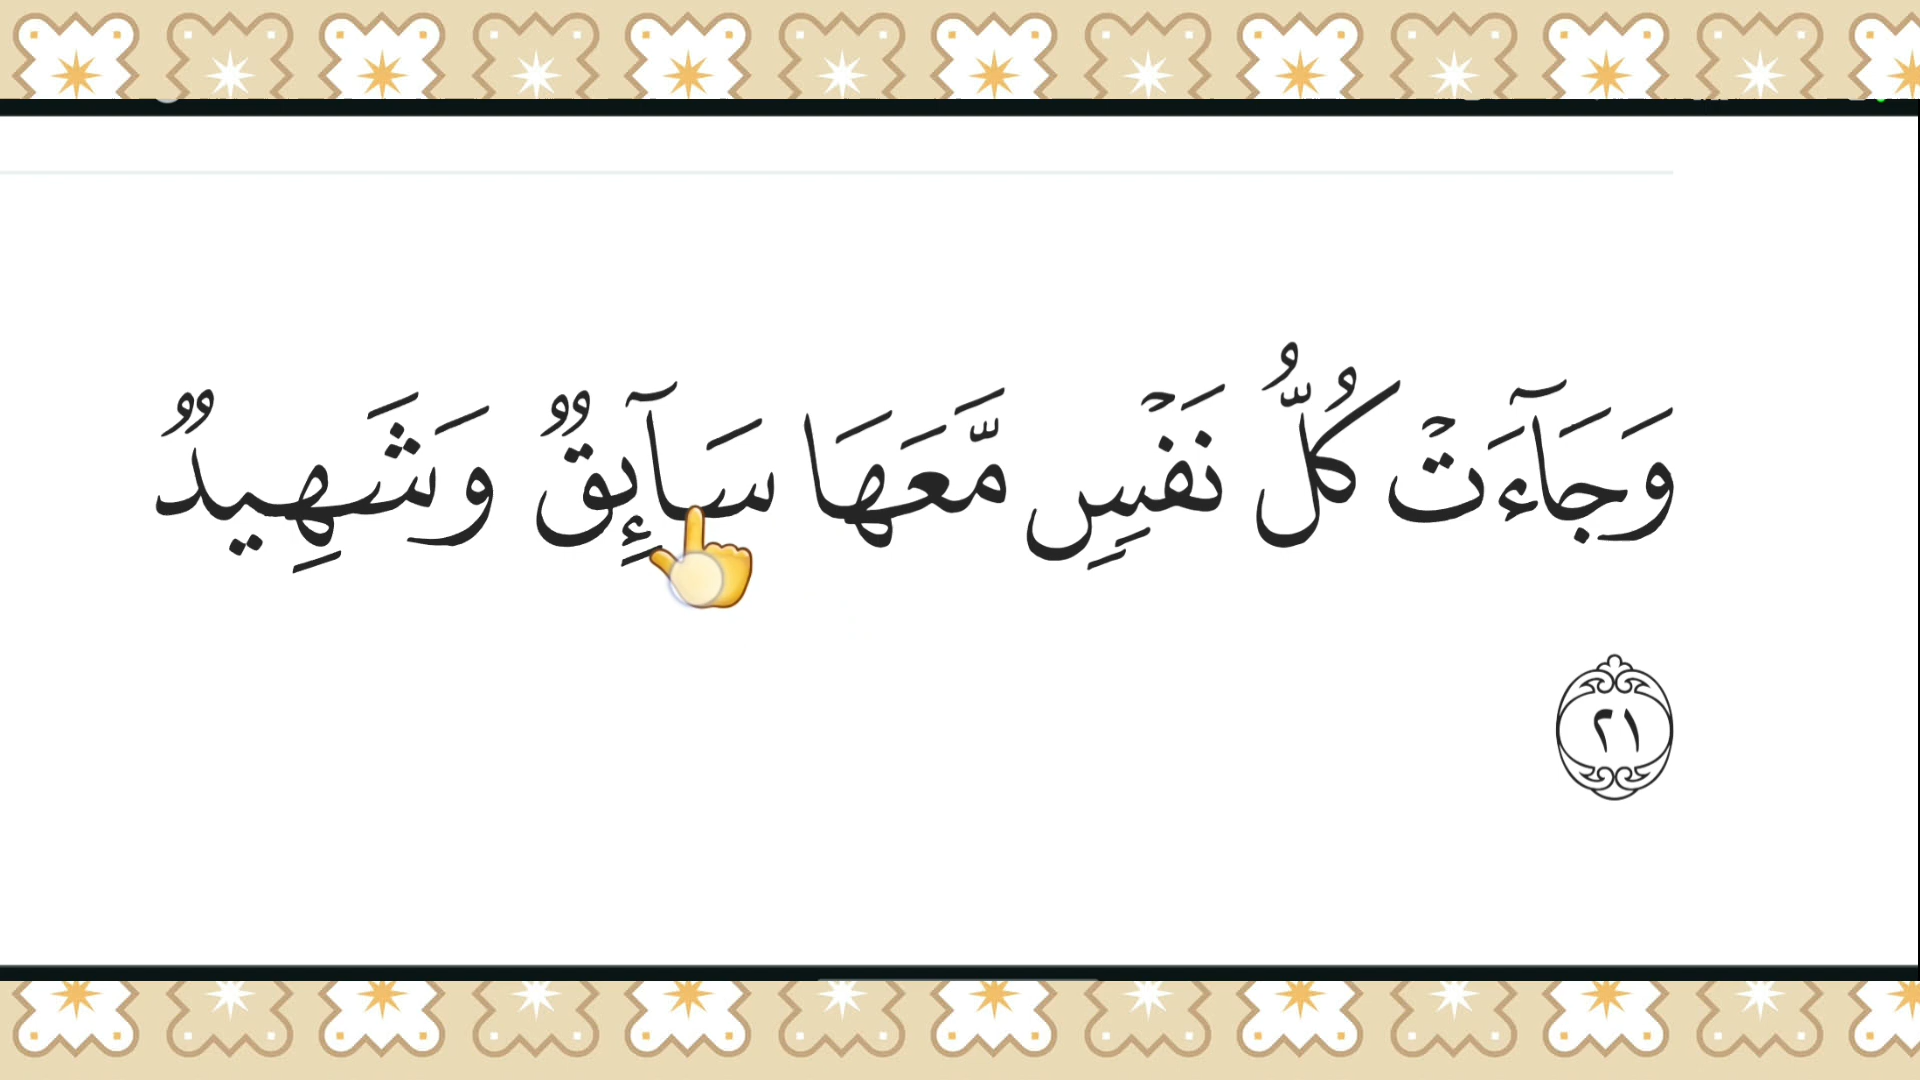 وَجَآءَتۡ كُلُّ نَفۡسٖ مَّعَهَا سَآئِقٞ وَشَهِيدٞ
٢١